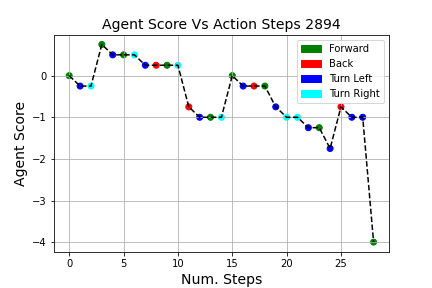 Agent Score Vs Action Steps 2894
Forward
Back
Turn Left
Turn Right
Agent Score
0
−1
−2
−3
−4
0 5 10 15 20 25
Num. Steps